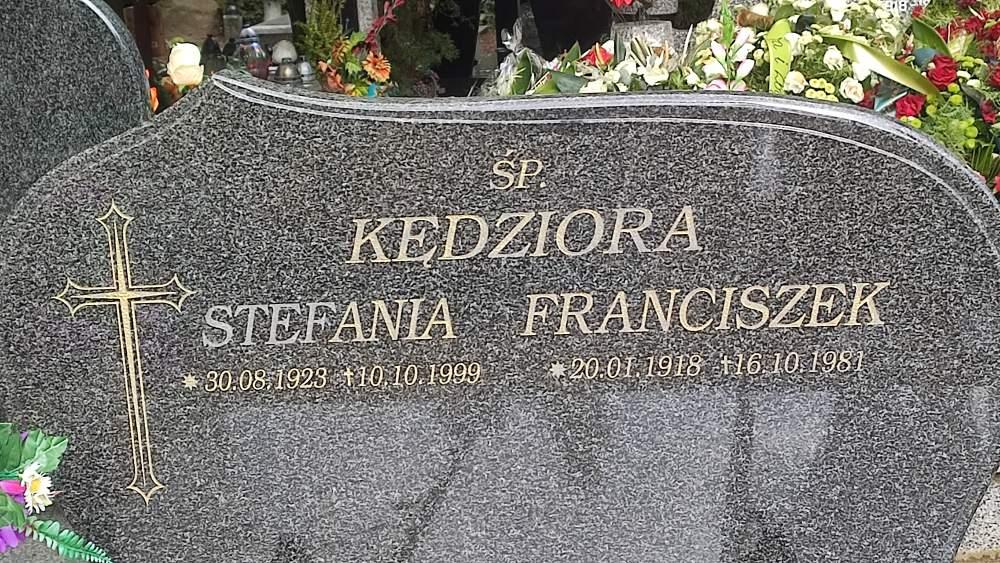 ŚP.
KĘDZIORA
STEFANIA FRANCISZEK
*30.08.1923 †10.10.1999 *20.01.1918 †16.10.1981